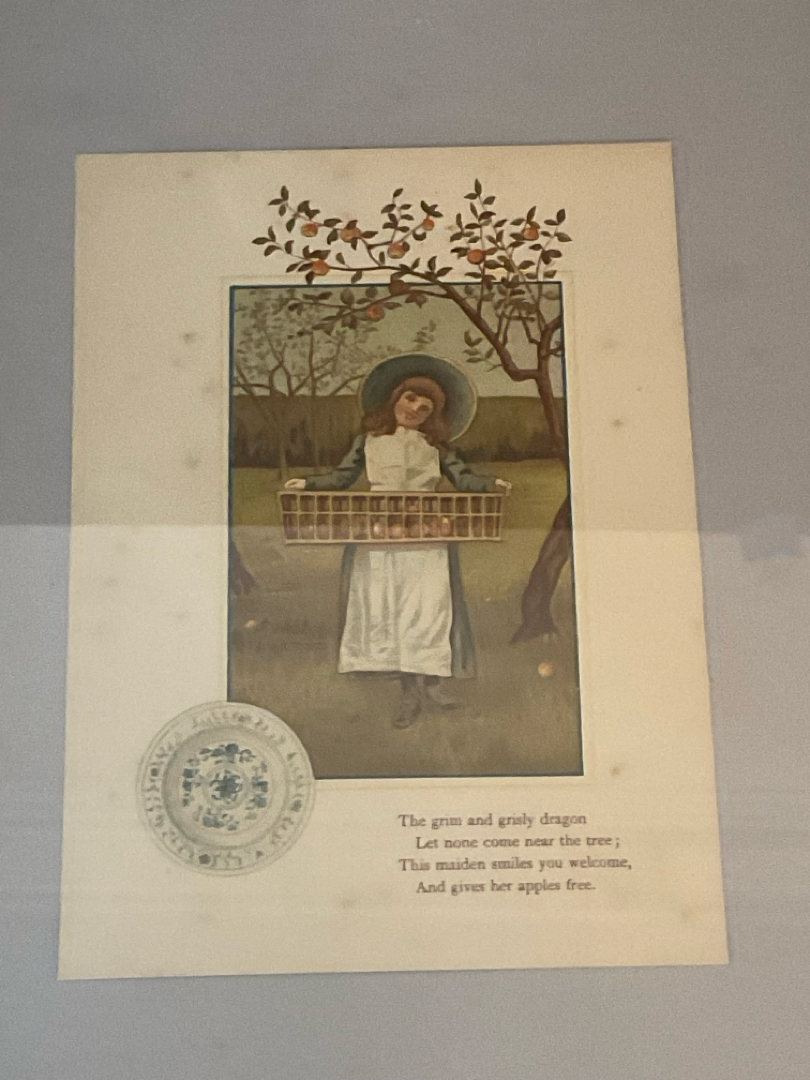 The grim and grisly dragon
Let none come near the tree;
This maiden smiles you welcome,
And gives her apples free.